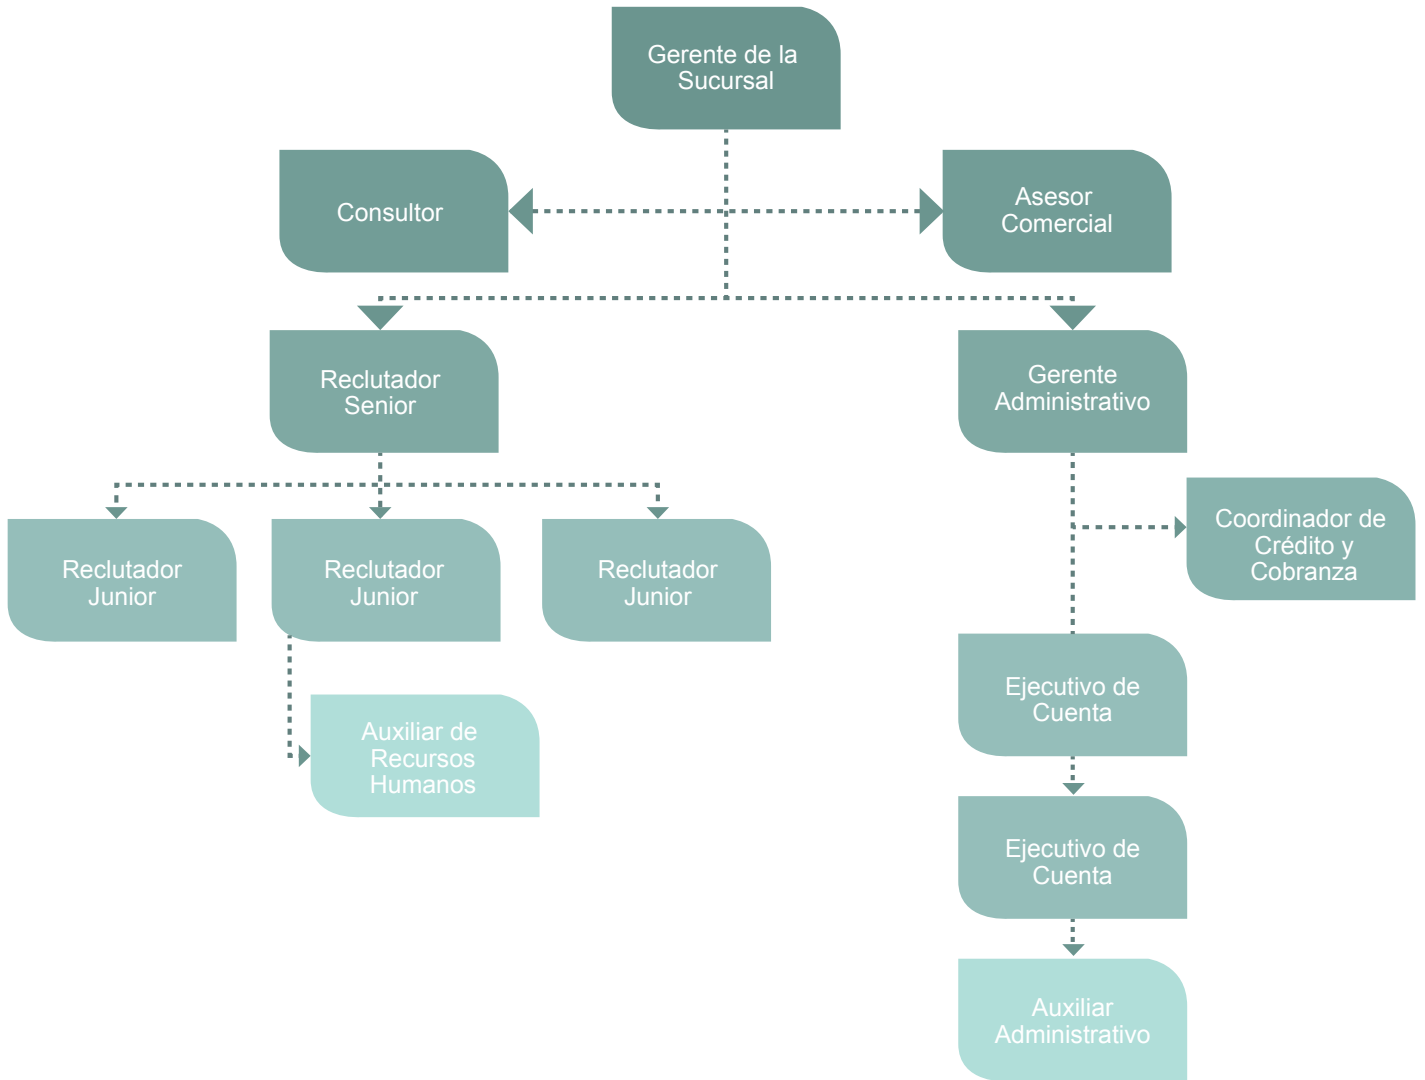 Gerente de la
Sucursal
Consultor
Asesor
Comercial
Reclutador
Senior
Gerente
Administrativo
Coordinador de
Crédito y
Cobranza
Reclutador
Junior
Reclutador
Junior
Reclutador
Junior
Ejecutivo de
Cuenta
Auxiliar de
Recursos
Humanos
Ejecutivo de
Cuenta
Auxiliar
Administrativo